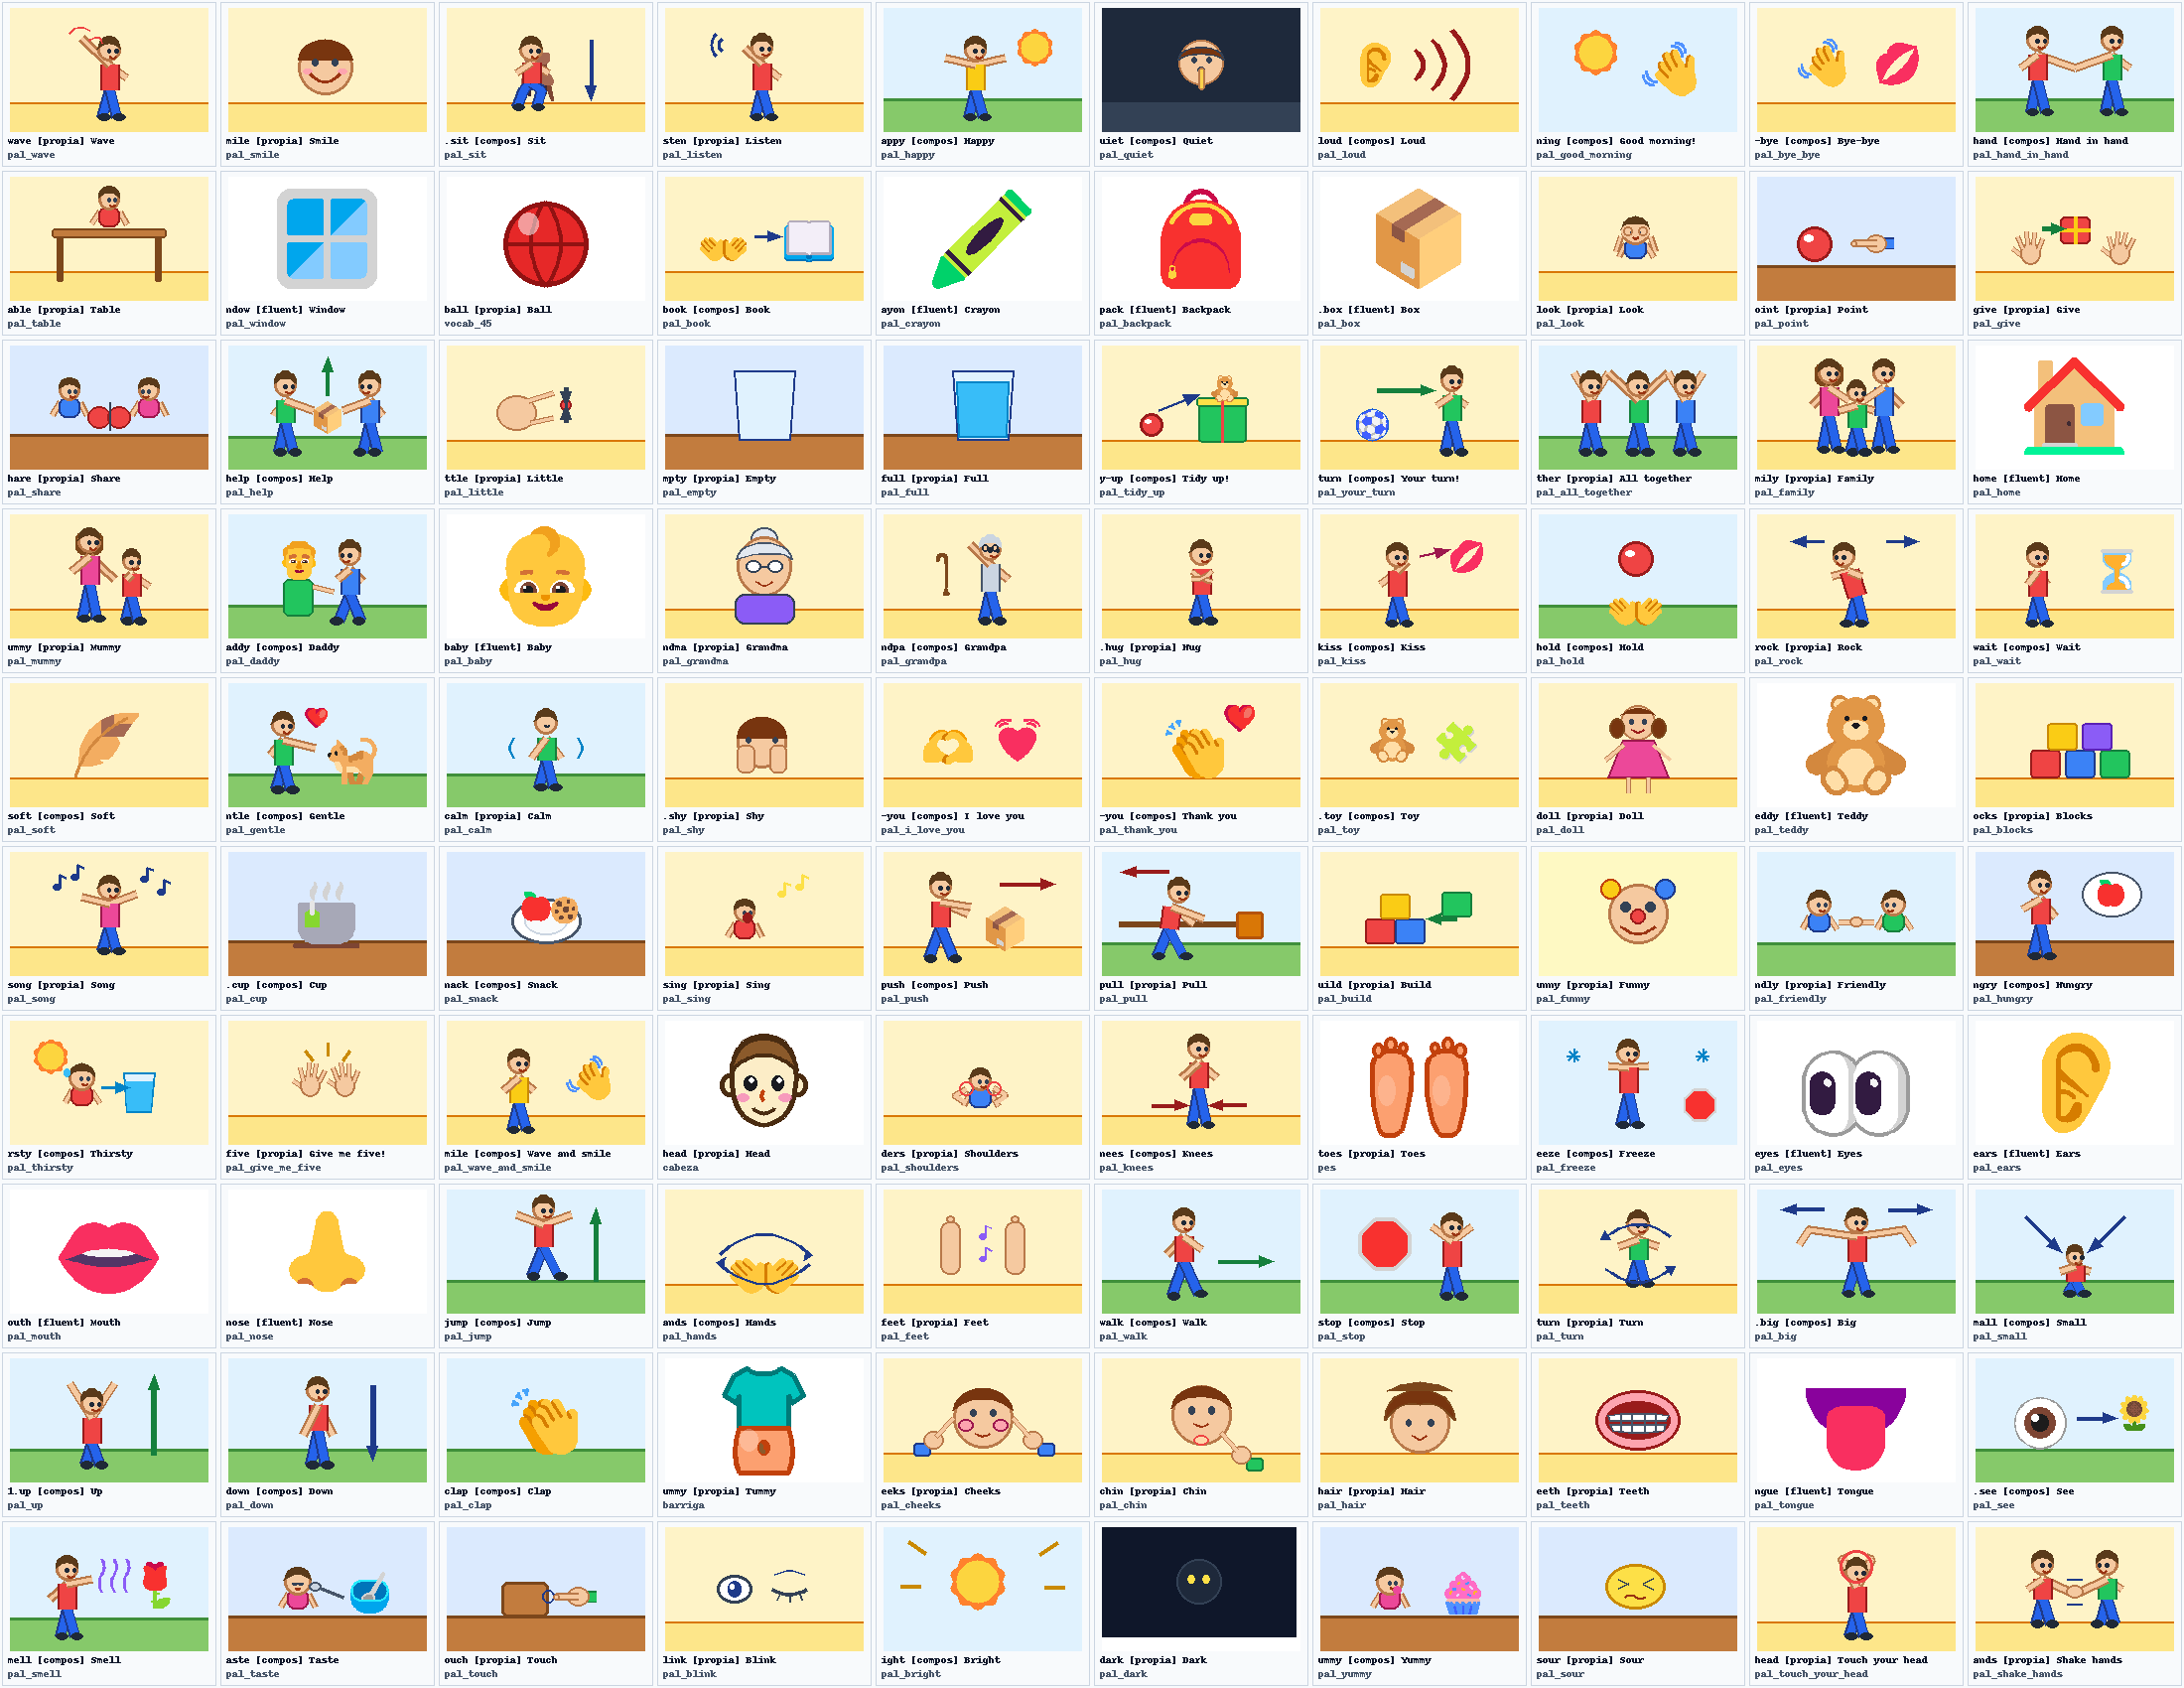 wave [propia] Wave
pal_wave
mile [propia] Smile
pal_smile
.sit [compos] Sit
pal_sit
sten [propia] Listen
pal_listen
appy [compos] Happy
pal_happy
uiet [compos] Quiet
pal_quiet
loud [compos] Loud
pal_loud
ning [compos] Good morning!
pal_good_morning
-bye [compos] Bye-bye
pal_bye_bye
hand [compos] Hand in hand
pal_hand_in_hand
able [propia] Table
pal_table
ndow [fluent] Window
pal_window
ball [propia] Ball
vocab_45
book [compos] Book
pal_book
ayon [fluent] Crayon
pal_crayon
pack [fluent] Backpack
pal_backpack
.box [fluent] Box
pal_box
look [propia] Look
pal_look
oint [propia] Point
pal_point
give [propia] Give
pal_give
hare [propia] Share
pal_share
help [compos] Help
pal_help
ttle [propia] Little
pal_little
mpty [propia] Empty
pal_empty
full [propia] Full
pal_full
y-up [compos] Tidy up!
pal_tidy_up
turn [compos] Your turn!
pal_your_turn
ther [propia] All together
pal_all_together
mily [propia] Family
pal_family
home [fluent] Home
pal_home
ummy [propia] Mummy
pal_mummy
addy [compos] Daddy
pal_daddy
baby [fluent] Baby
pal_baby
ndma [propia] Grandma
pal_grandma
ndpa [compos] Grandpa
pal_grandpa
.hug [propia] Hug
pal_hug
kiss [compos] Kiss
pal_kiss
hold [compos] Hold
pal_hold
rock [propia] Rock
pal_rock
wait [compos] Wait
pal_wait
soft [compos] Soft
pal_soft
ntle [compos] Gentle
pal_gentle
calm [propia] Calm
pal_calm
.shy [propia] Shy
pal_shy
-you [compos] I love you
pal_i_love_you
-you [compos] Thank you
pal_thank_you
.toy [compos] Toy
pal_toy
doll [propia] Doll
pal_doll
eddy [fluent] Teddy
pal_teddy
ocks [propia] Blocks
pal_blocks
song [propia] Song
pal_song
.cup [compos] Cup
pal_cup
nack [compos] Snack
pal_snack
sing [propia] Sing
pal_sing
push [compos] Push
pal_push
pull [propia] Pull
pal_pull
uild [propia] Build
pal_build
unny [propia] Funny
pal_funny
ndly [propia] Friendly
pal_friendly
ngry [compos] Hungry
pal_hungry
rsty [compos] Thirsty
pal_thirsty
five [propia] Give me five!
pal_give_me_five
mile [compos] Wave and smile
pal_wave_and_smile
head [propia] Head
cabeza
ders [propia] Shoulders
pal_shoulders
nees [compos] Knees
pal_knees
toes [propia] Toes
pes
eeze [compos] Freeze
pal_freeze
eyes [fluent] Eyes
pal_eyes
ears [fluent] Ears
pal_ears
outh [fluent] Mouth
pal_mouth
nose [fluent] Nose
pal_nose
jump [compos] Jump
pal_jump
ands [compos] Hands
pal_hands
feet [propia] Feet
pal_feet
walk [compos] Walk
pal_walk
stop [compos] Stop
pal_stop
turn [propia] Turn
pal_turn
.big [compos] Big
pal_big
mall [compos] Small
pal_small
1.up [compos] Up
pal_up
down [compos] Down
pal_down
clap [compos] Clap
pal_clap
ummy [propia] Tummy
barriga
eeks [propia] Cheeks
pal_cheeks
chin [propia] Chin
pal_chin
hair [propia] Hair
pal_hair
eeth [propia] Teeth
pal_teeth
ngue [fluent] Tongue
pal_tongue
.see [compos] See
pal_see
mell [compos] Smell
pal_smell
aste [compos] Taste
pal_taste
ouch [propia] Touch
pal_touch
link [propia] Blink
pal_blink
ight [compos] Bright
pal_bright
dark [propia] Dark
pal_dark
ummy [compos] Yummy
pal_yummy
sour [propia] Sour
pal_sour
head [propia] Touch your head
pal_touch_your_head
ands [propia] Shake hands
pal_shake_hands